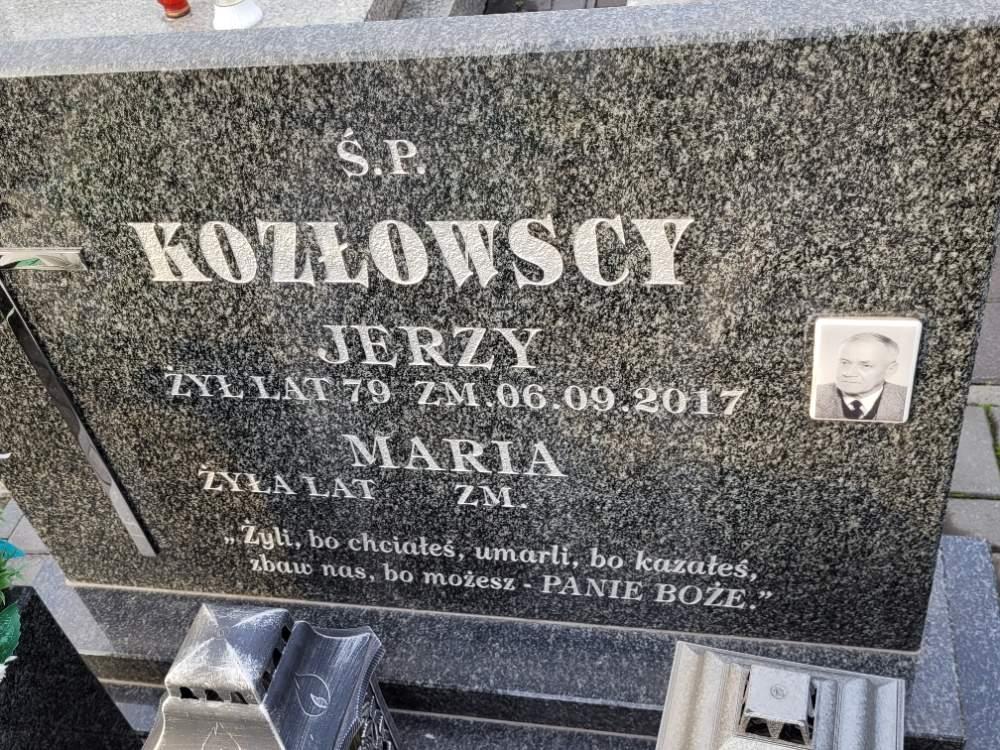 Ś.P.
KOZŁOWSCY
JERZY
ŻYŁ LAT 79 ZM.06.09.2017
MARIA
ŻYŁA LAT ZM.
„Żyli, bo chciałeś, umarli, bo kazałeś,
zbaw nas, bo możesz - PANIE BOŻE.”